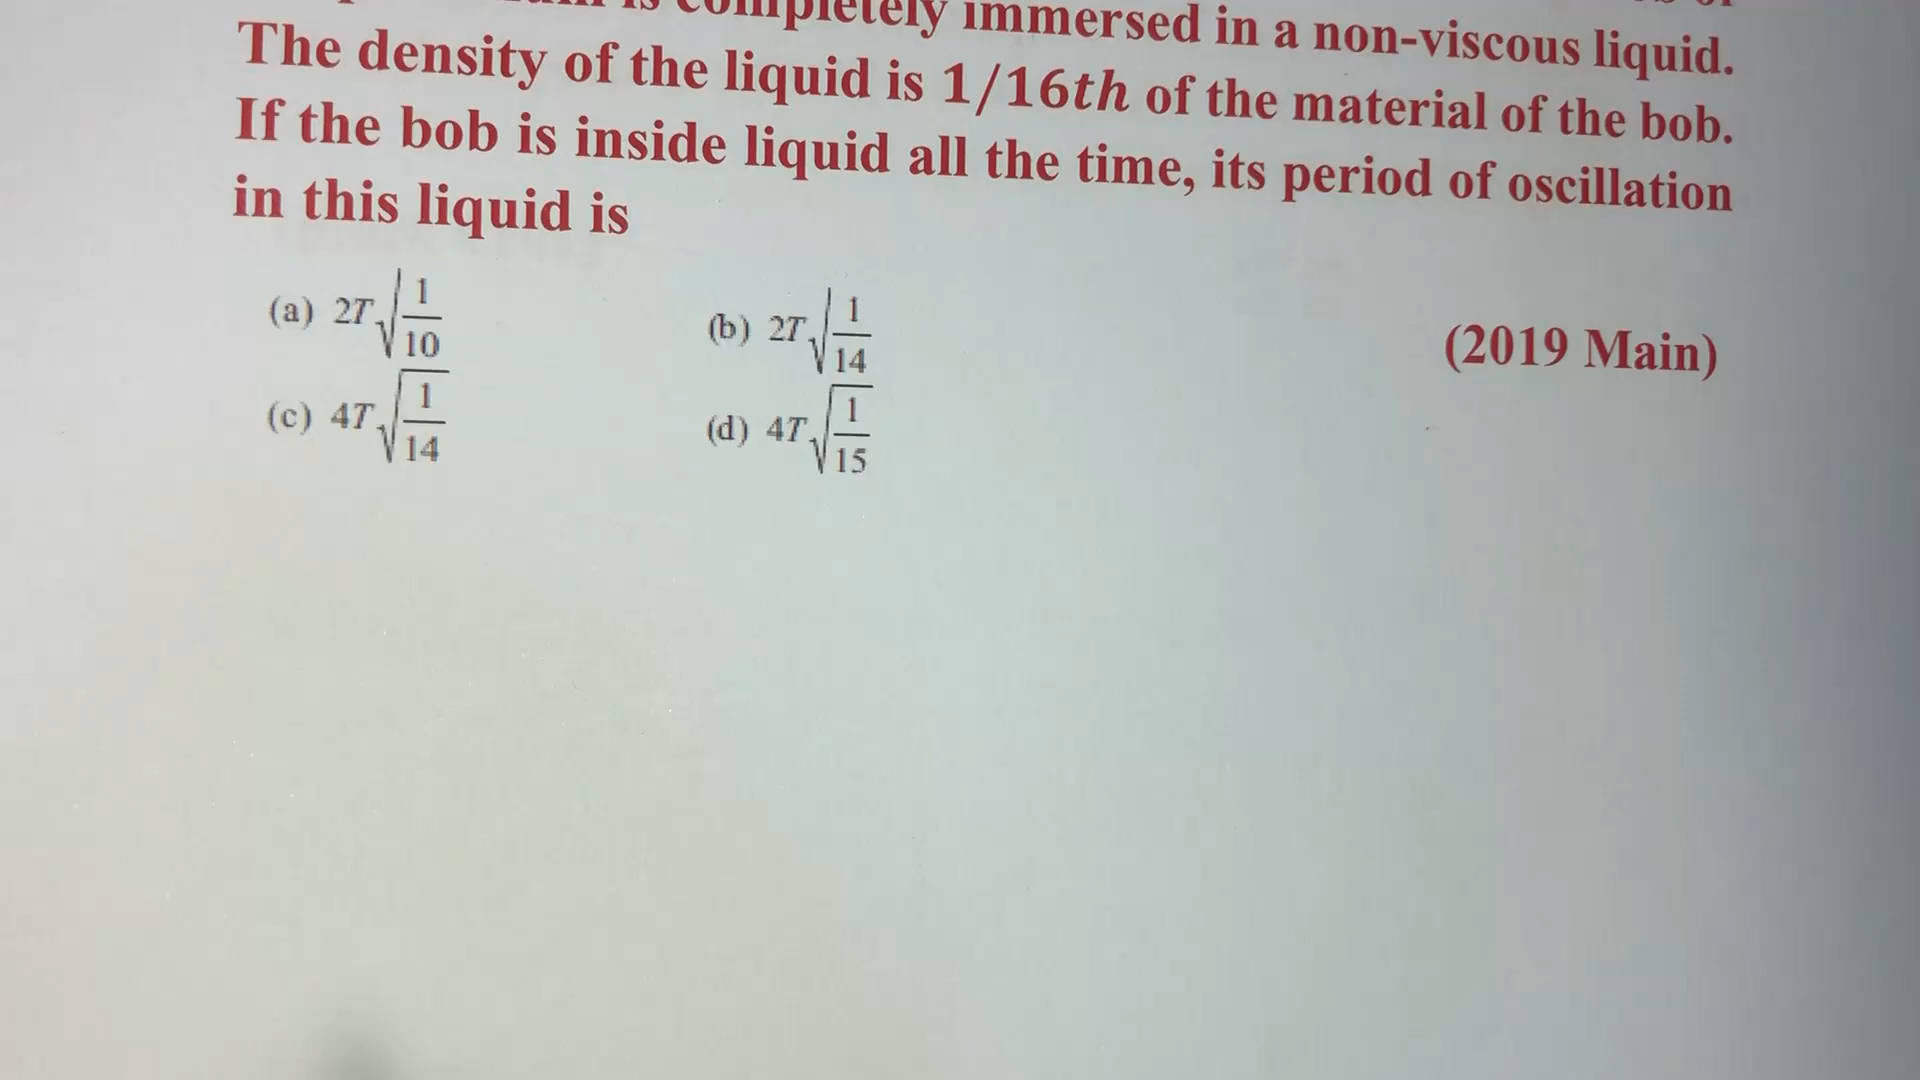 is completely immersed in a non-viscous liquid.
The density of the liquid is 1/16th of the material of the bob.
If the bob is inside liquid all the time, its period of oscillation
in this liquid is
(a) 2T√(1/10) (b) 2T√(1/14) (2019 Main)
(c) 4T√(1/14) (d) 4T√(1/15)